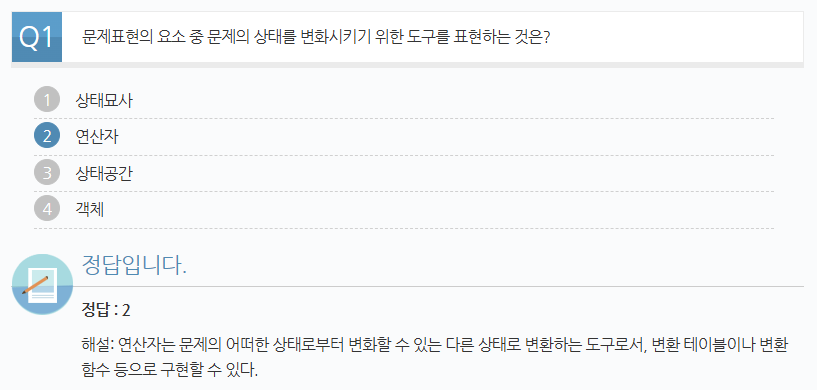 Q1 문제표현의 요소 중 문제의 상태를 변화시키기 위한 도구를 표현하는 것은?
1 상태묘사
2 연산자
3 상태공간
4 객체
정답입니다.
정답 : 2
해설: 연산자는 문제의 어떠한 상태로부터 변화할 수 있는 다른 상태로 변환하는 도구로서, 변환 테이블이나 변환
함수 등으로 구현할 수 있다.